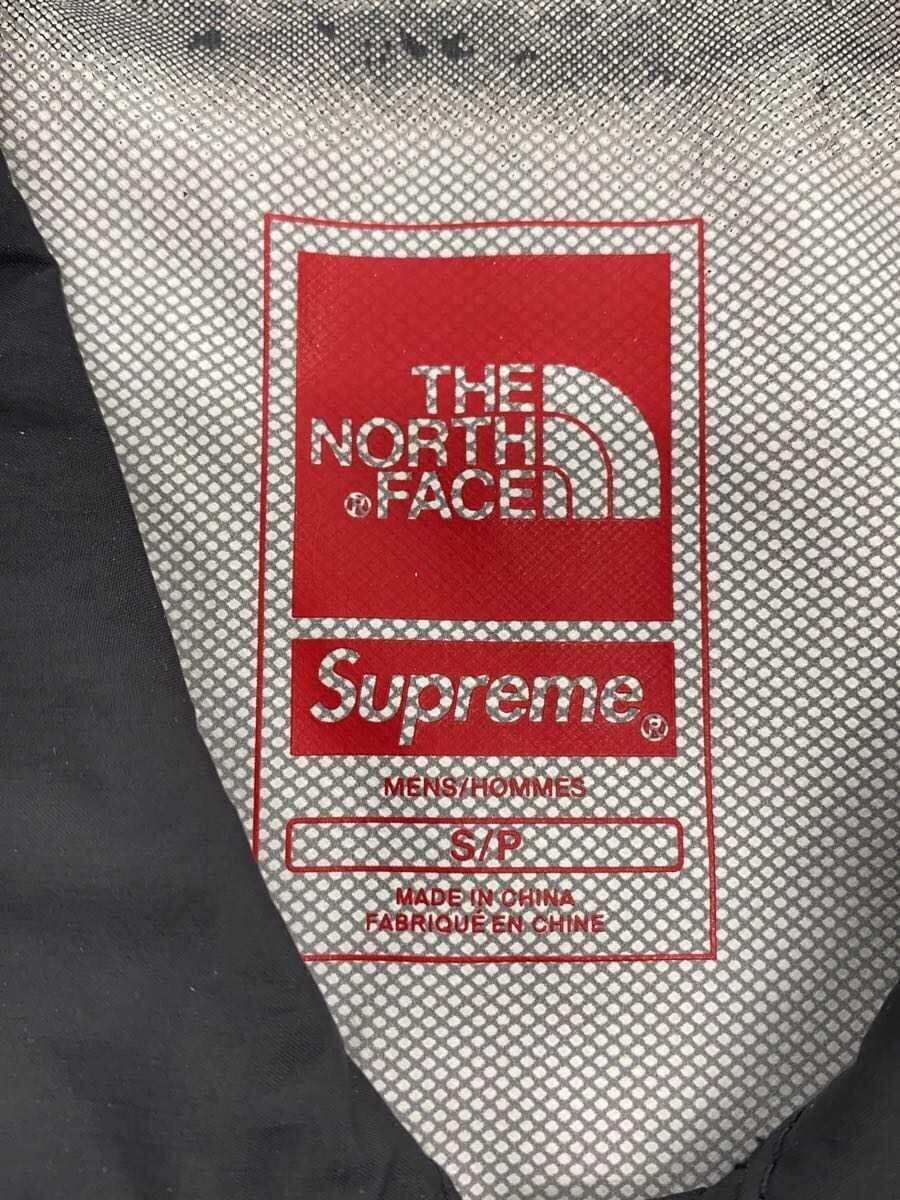 THE
NORTH
® FACE
Supreme®
MENS/HOMMES
S/P
MADE IN CHINA
FABRIQUÉ EN CHINE